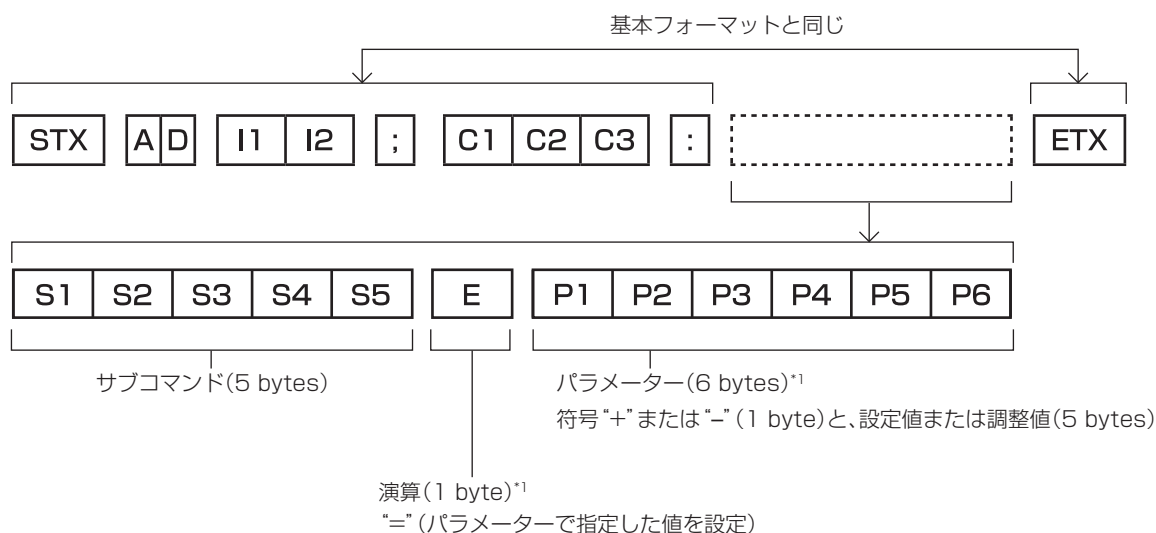 基本フォーマットと同じ
STX A D I1 I2 ; C1 C2 C3 : ETX
S1 S2 S3 S4 S5 E P1 P2 P3 P4 P5 P6
サブコマンド(5 bytes)
パラメーター(6 bytes)*1
符号“+”または“−”(1 byte)と、設定値または調整値(5 bytes)
演算(1 byte)*1
“=”(パラメーターで指定した値を設定)